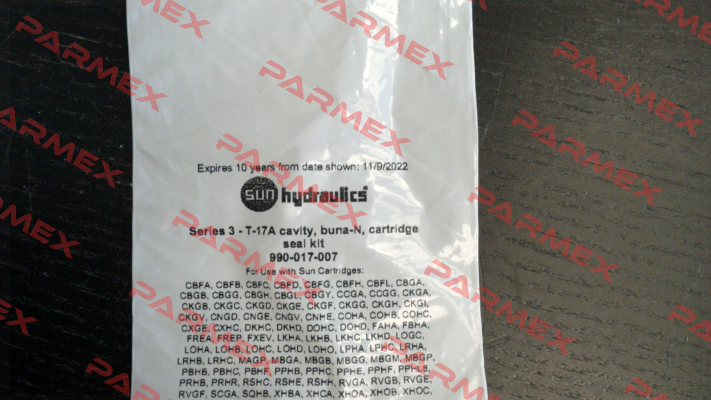 PARMEX
PARMEX
PARMEX
PARMEX
PARMEX
PARMEX
PARMEX
PARMEX
PARMEX
Expires 10 years from date shown: 11/9/2022
sun hydraulics
Series 3 - T-17A cavity, buna-N, cartridge
seal kit
990-017-007
For Use with Sun Cartridges:
CBFA, CBFB, CBFC, CBFD, CBFG, CBFH, CBFL, CBGA,
CBGB, CBGG, CBGH, CBGL, CBGY, CCGA, CCGG, CKGA,
CKGB, CKGC, CKGD, CKGE, CKGF, CKGG, CKGH, CKGI,
CKGV, CNGD, CNGE, CNGV, CNHE, COHA, COHB, COHC,
CXGE, CXHC, DKHC, DKHD, DOHC, DOHD, FAHA, FBHA,
FREA, FREP, FXEV, LKHA, LKHB, LKHC, LKHD, LOGC,
LOHA, LOHB, LOHC, LOHD, LOHO, LPHA, LPHC, LRHA,
LRHB, LRHC, MAGP, MBGA, MBGB, MBGG, MBGM, MBGP,
PBHB, PBHC, PBHF, PPHB, PPHC, PPHE, PPHF, PPHLB,
PRHB, PRHR, RSHC, RSHE, RSHH, RVGA, RVGB, RVGE,
RVGF, SCGA, SQHB, XHBA, XHCA, XHOA, XHOB, XHOC,